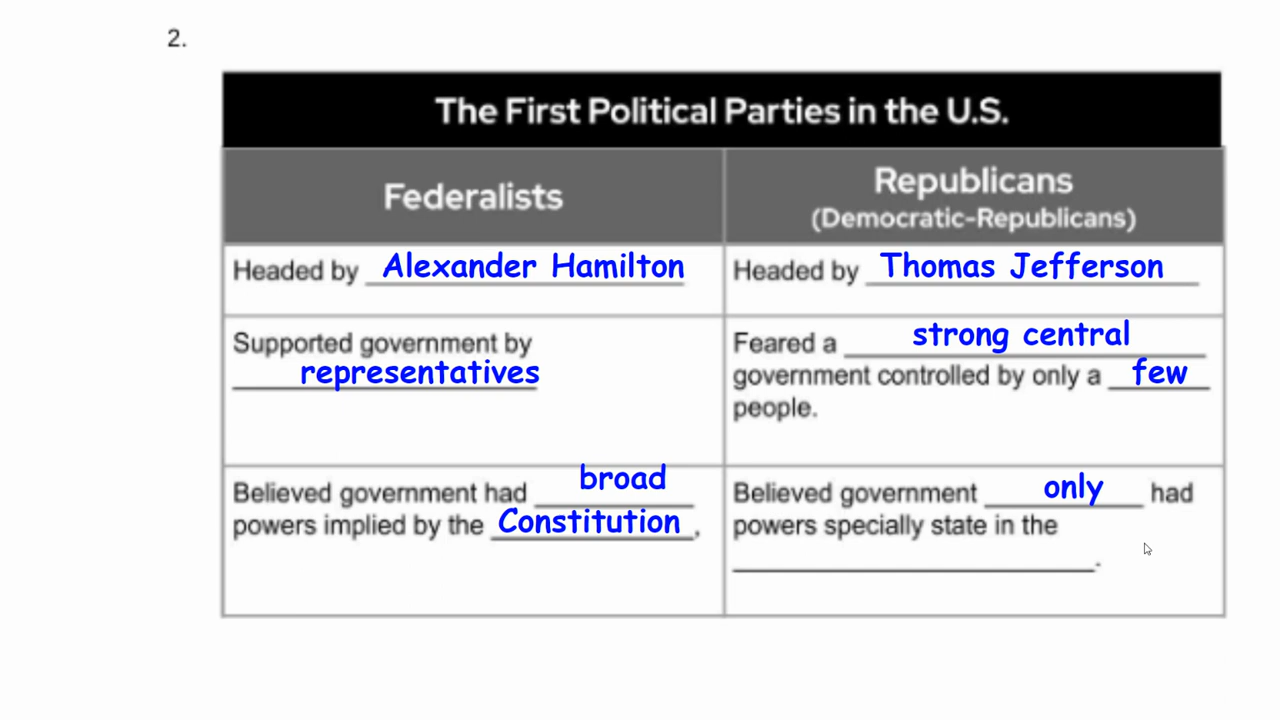 2.
The First Political Parties in the U.S.
Federalists
Republicans
(Democratic-Republicans)
Headed by Alexander Hamilton
Headed by Thomas Jefferson
Supported government by
representatives
Feared a strong central
government controlled by only a few
people.
Believed government had broad
powers implied by the Constitution,
Believed government only had
powers specially state in the
.